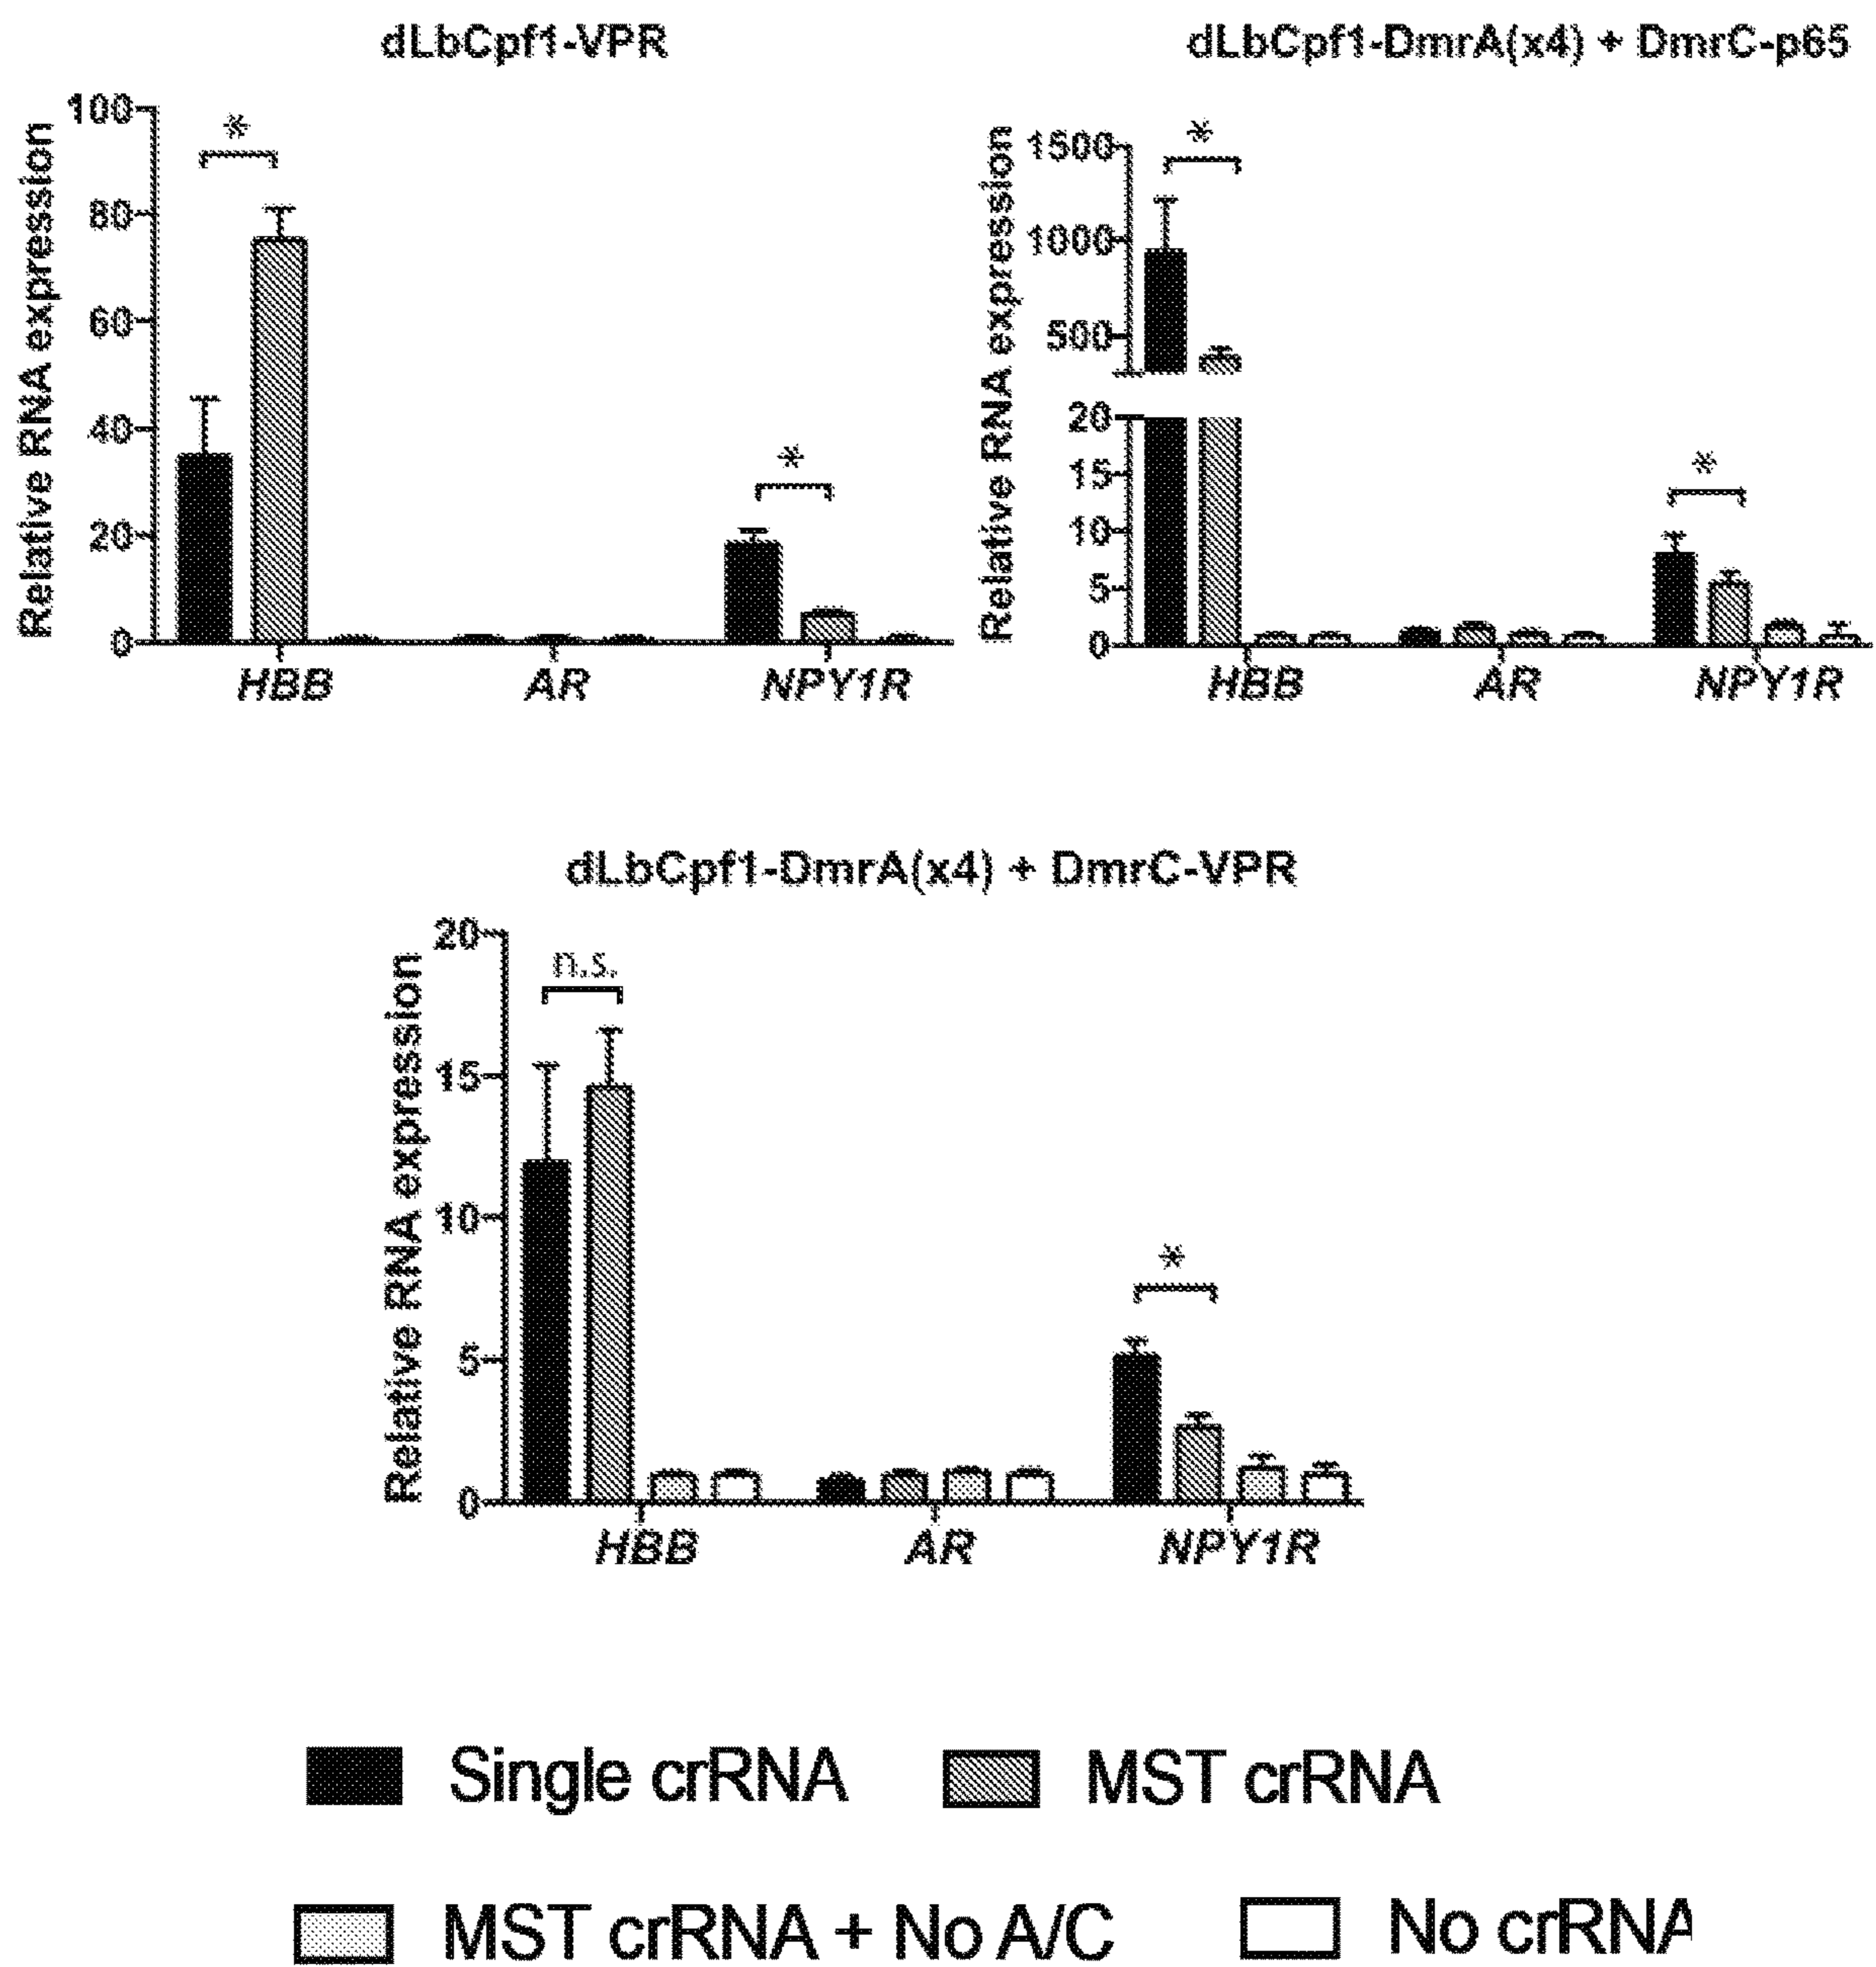 dLbCpf1-VPR
Relative RNA expression
100
80
60
40
20
0
*
*
HBB AR NPY1R
dLbCpf1-DmrA(x4) + DmrC-p65
Relative RNA expression
1500
1000
500
20
15
10
5
0
*
*
HBB AR NPY1R
dLbCpf1-DmrA(x4) + DmrC-VPR
Relative RNA expression
20
15
10
5
0
n.s.
*
HBB AR NPY1R
Single crRNA MST crRNA
MST crRNA + No A/C No crRNA